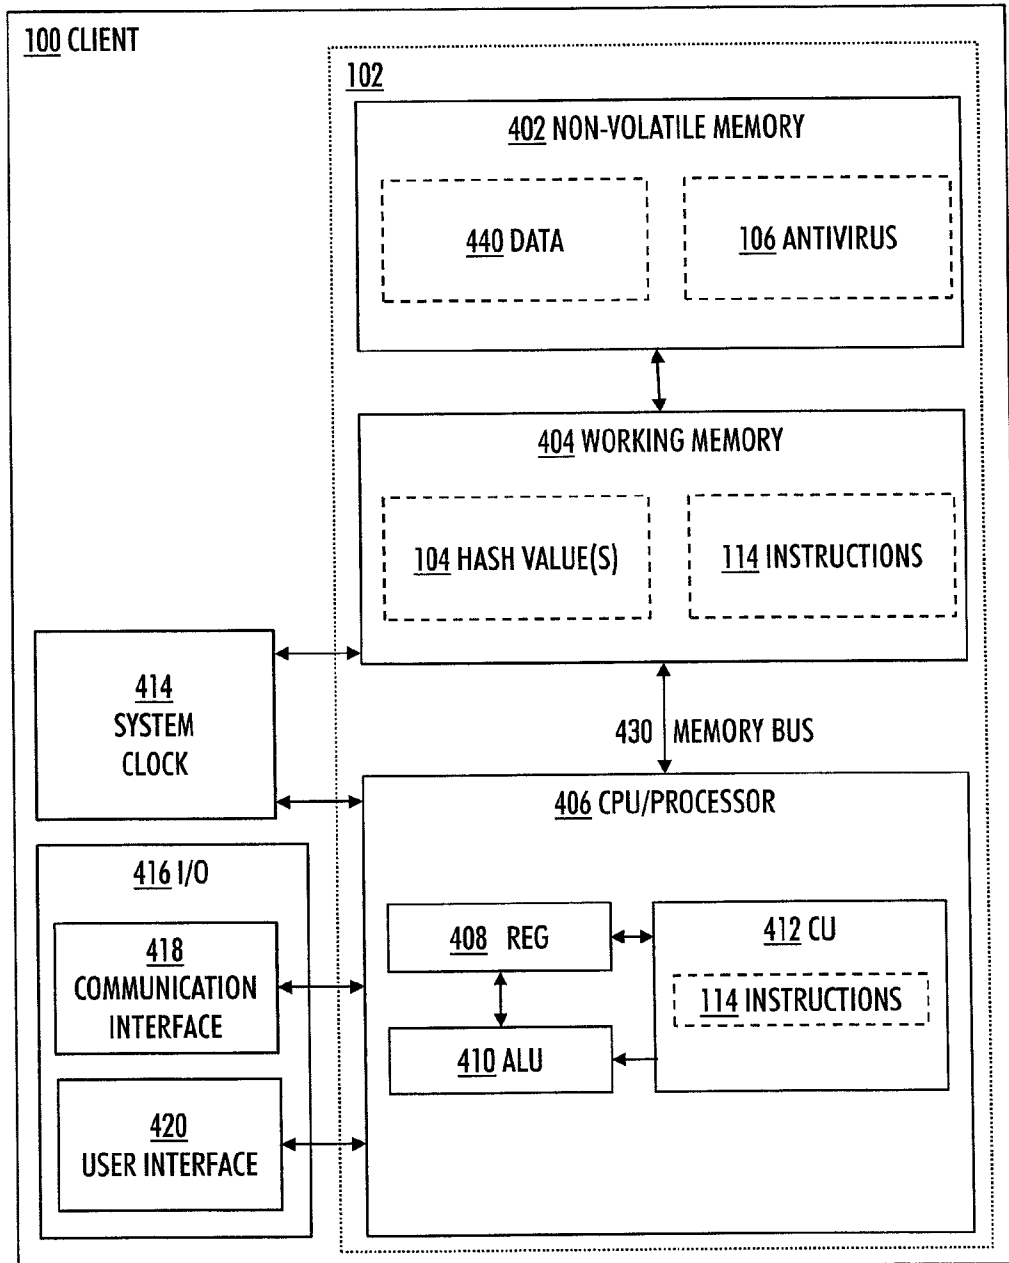 100 CLIENT
102
402 NON-VOLATILE MEMORY
440 DATA
106 ANTIVIRUS
404 WORKING MEMORY
104 HASH VALUE(S)
114 INSTRUCTIONS
414
SYSTEM
CLOCK
430 MEMORY BUS
406 CPU/PROCESSOR
416 I/O
418
COMMUNICATION
INTERFACE
420
USER INTERFACE
408 REG
412 CU
114 INSTRUCTIONS
410 ALU